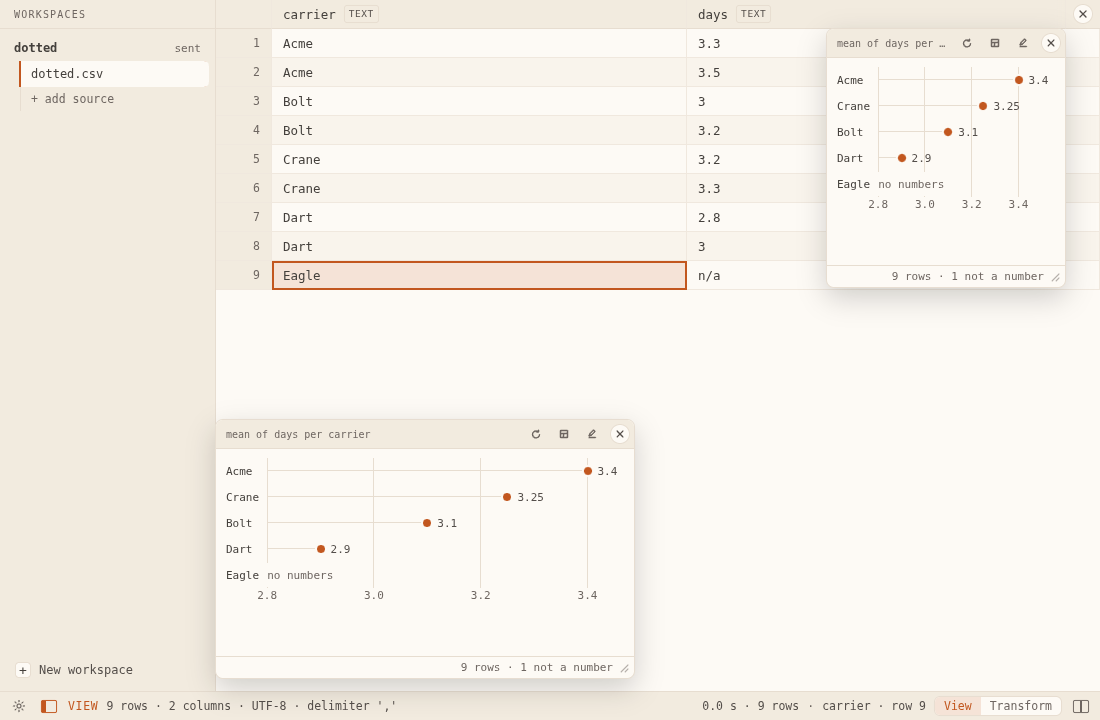 WORKSPACES
dotted sent
dotted.csv
+ add source
carrier TEXT days TEXT
1 Acme 3.3
2 Acme 3.5
3 Bolt 3
4 Bolt 3.2
5 Crane 3.2
6 Crane 3.3
7 Dart 2.8
8 Dart 3
9 Eagle n/a
mean of days per …
Acme 3.4
Crane 3.25
Bolt 3.1
Dart 2.9
Eagle no numbers
2.8 3.0 3.2 3.4
9 rows · 1 not a number
mean of days per carrier
Acme 3.4
Crane 3.25
Bolt 3.1
Dart 2.9
Eagle no numbers
2.8 3.0 3.2 3.4
9 rows · 1 not a number
+ New workspace
VIEW 9 rows · 2 columns · UTF-8 · delimiter ','
0.0 s · 9 rows · carrier · row 9 View Transform